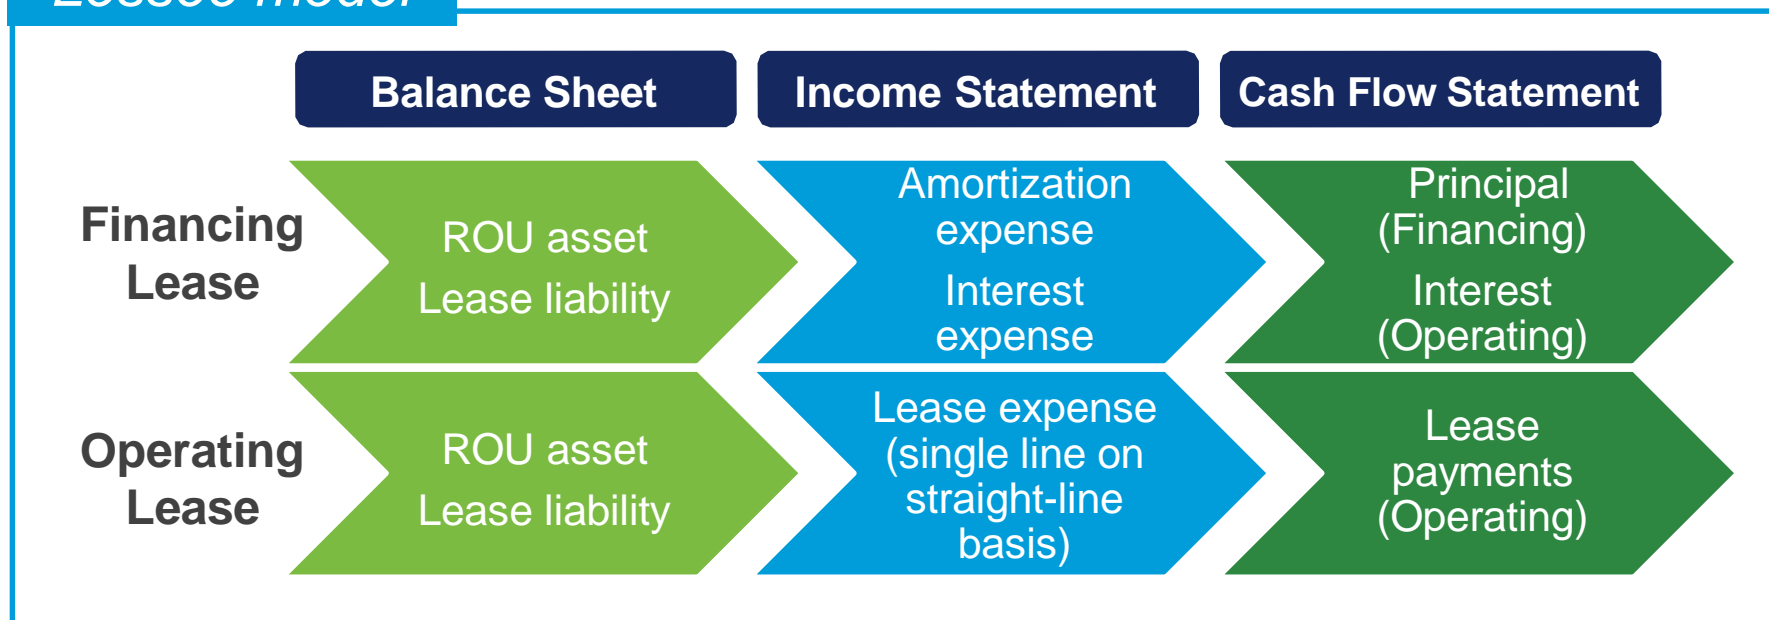 Lessee model
Balance Sheet
Income Statement
Cash Flow Statement
Financing
Lease
ROU asset
Lease liability
Amortization
expense
Interest
expense
Principal
(Financing)
Interest
(Operating)
Operating
Lease
ROU asset
Lease liability
Lease expense
(single line on
straight-line
basis)
Lease
payments
(Operating)